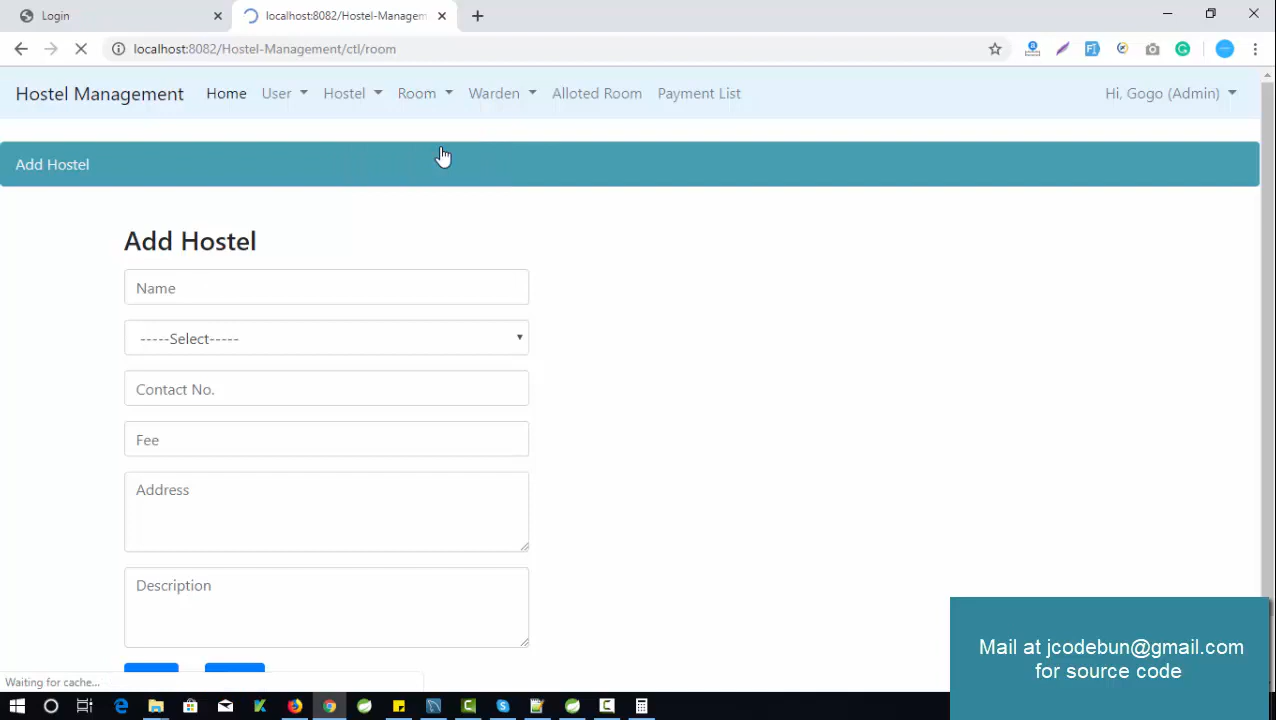 Login
localhost:8082/Hostel-Managem
localhost:8082/Hostel-Management/ctl/room
Hostel Management Home User Hostel Room Warden Alloted Room Payment List Hi, Gogo (Admin)
Add Hostel
Add Hostel
Name
-----Select-----
Contact No.
Fee
Address
Description
Mail at jcodebun@gmail.com
for source code
Waiting for cache...